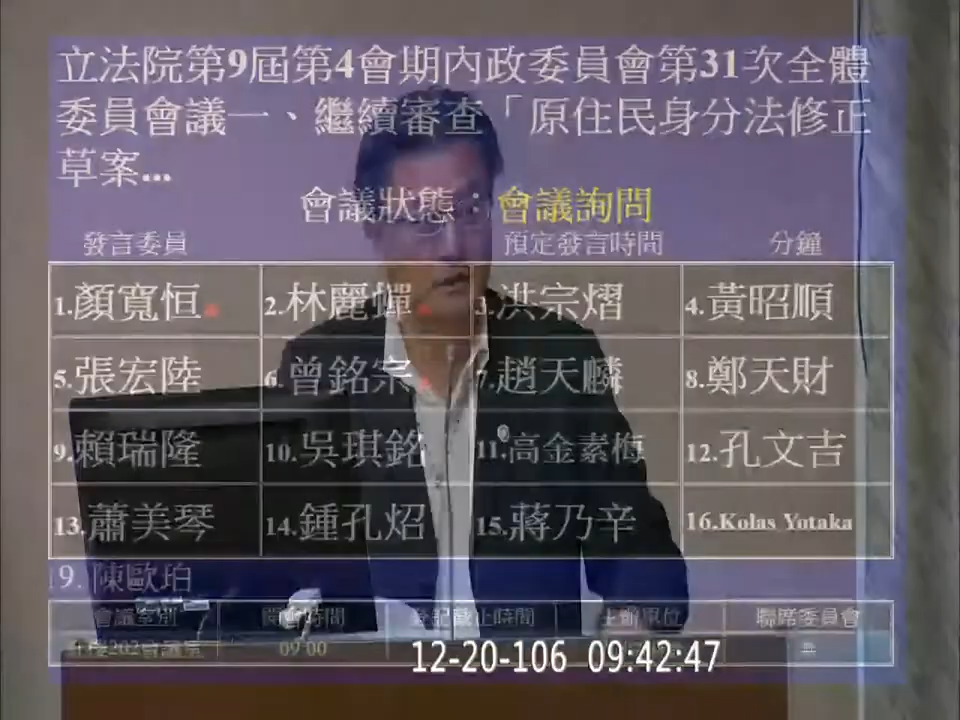 立法院第9屆第4會期內政委員會第31次全體
委員會議一、繼續審查「原住民身分法修正
草案...
會議狀態：會議詢問
發言委員 預定發言時間 分鐘
1.顏寬恒 2.林麗蟬 3.洪宗熠 4.黃昭順
5.張宏陸 6.曾銘宗 7.趙天麟 8.鄭天財
9.賴瑞隆 10.吳琪銘 11.高金素梅 12.孔文吉
13.蕭美琴 14.鍾孔炤 15.蔣乃辛 16.Kolas Yotaka
19. 陳歐珀
會議室別 開會時間 登記截止時間 主辦單位 聯席委員會
202會議室 09:00 無
12-20-106 09:42:47